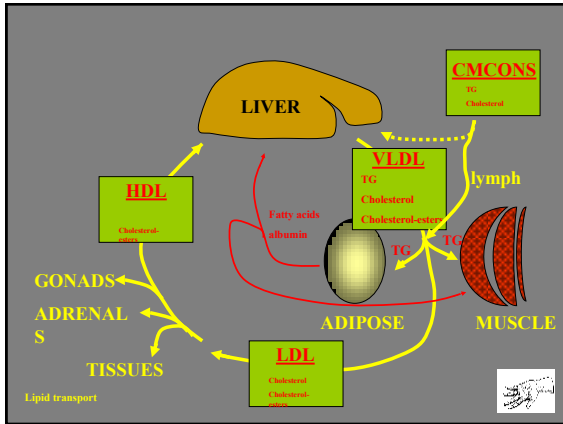 CMCONS
TG
Cholesterol
LIVER
VLDL
TG
Cholesterol
Cholesterol-esters
lymph
HDL
Cholesterol-
esters
Fatty acids
albumin
TG
TG
GONADS
ADRENAL
S
TISSUES
ADIPOSE
MUSCLE
LDL
Cholesterol
Cholesterol-
esters
Lipid transport